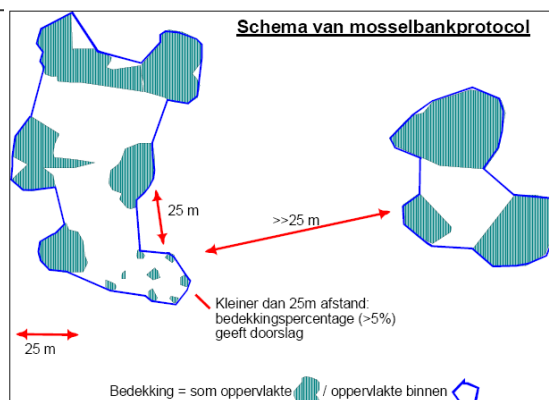 Schema van mosselbankprotocol
25 m
>>25 m
Kleiner dan 25m afstand:
bedekkingspercentage (>5%)
geeft doorslag
25 m
Bedekking = som oppervlakte / oppervlakte binnen